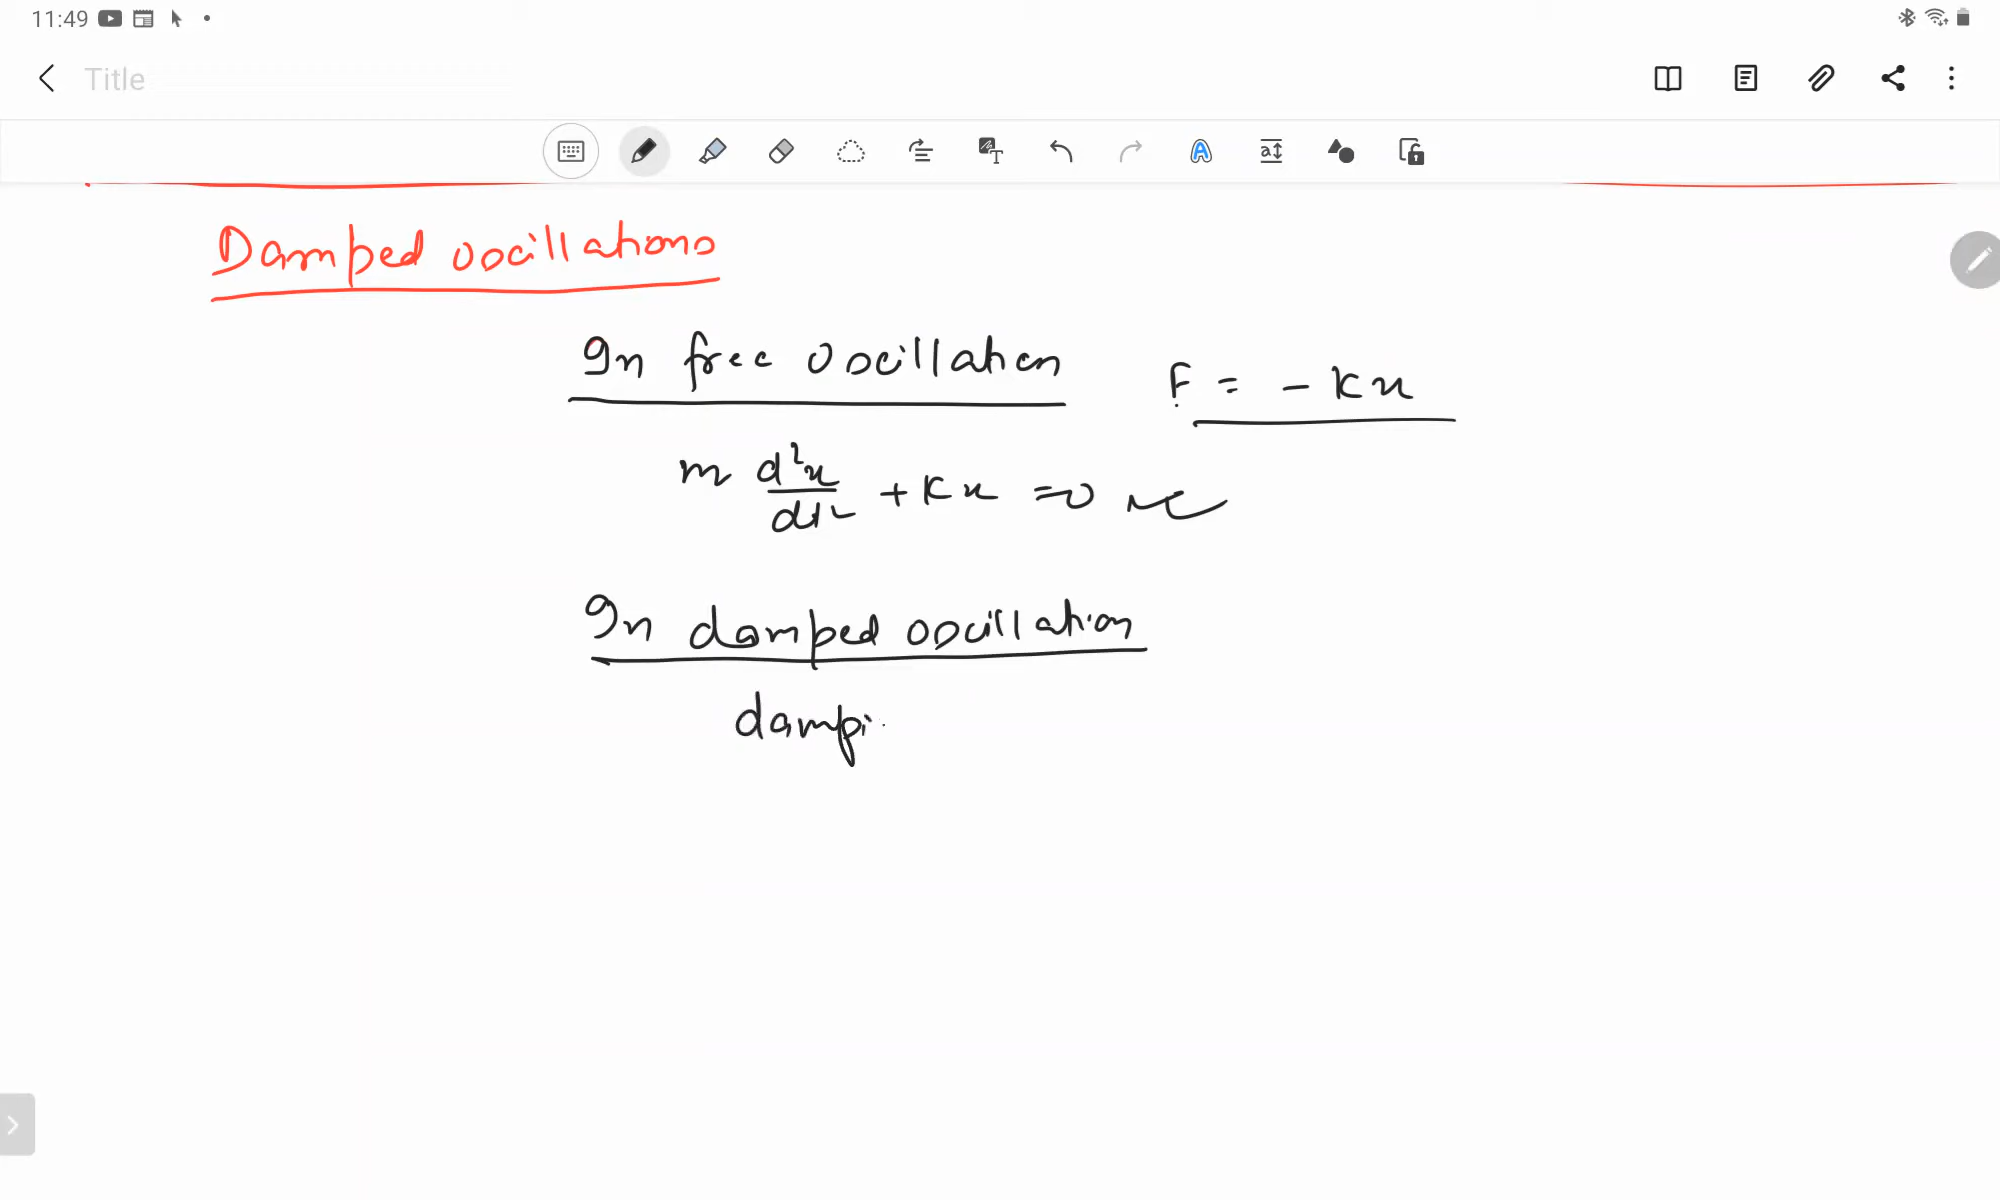 11:49
Title
Damped oscillations
In free oscillation
F = - Kx
m d²x/dt² + Kx = 0
In damped oscillation
dampi